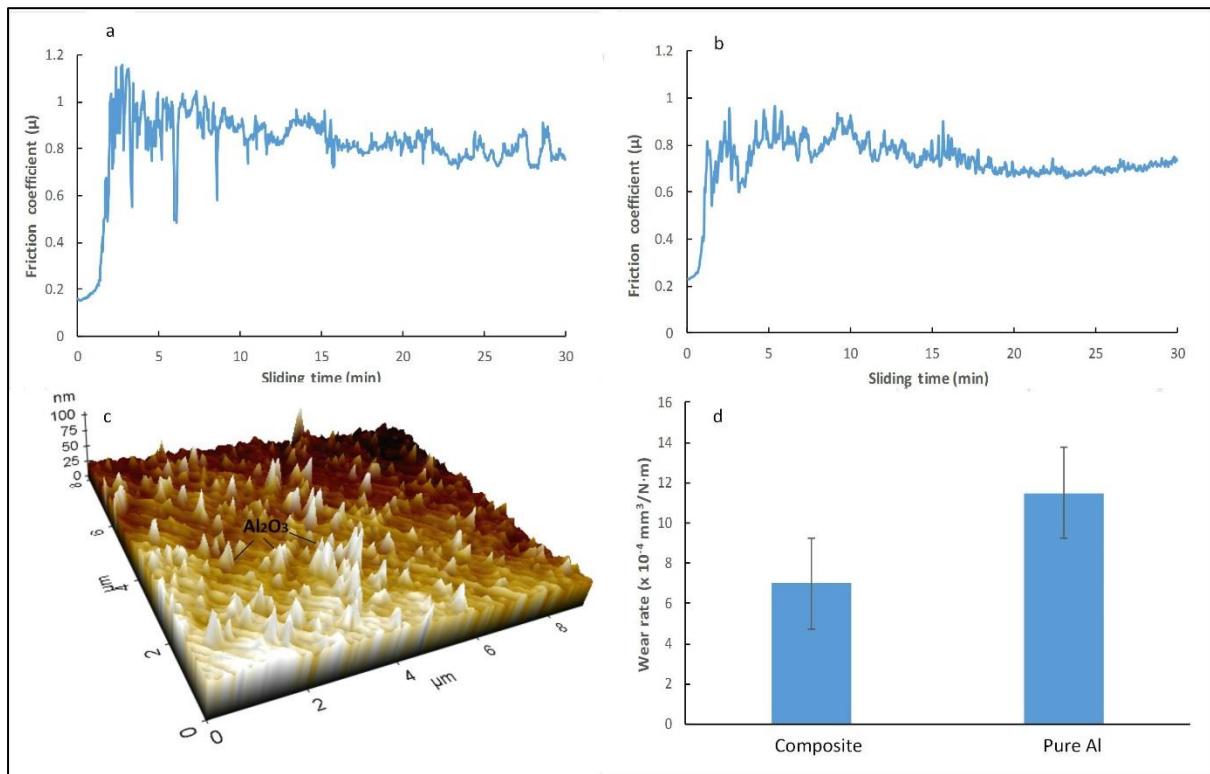 a
1.2
1
0.8
0.6
0.4
0.2
0
0 5 10 15 20 25 30
Friction coefficient (μ)
Sliding time (min)
b
1.2
1
0.8
0.6
0.4
0.2
0
0 5 10 15 20 25 30
Friction coefficient (μ)
Sliding time (min)
c
nm
100
75
50
25
0
8
6
4
2
0
μm
Al₂O₃
0 2 4 6 8
μm
d
16
14
12
10
8
6
4
2
0
Wear rate (x 10⁻⁴ mm³/N·m)
Composite Pure Al